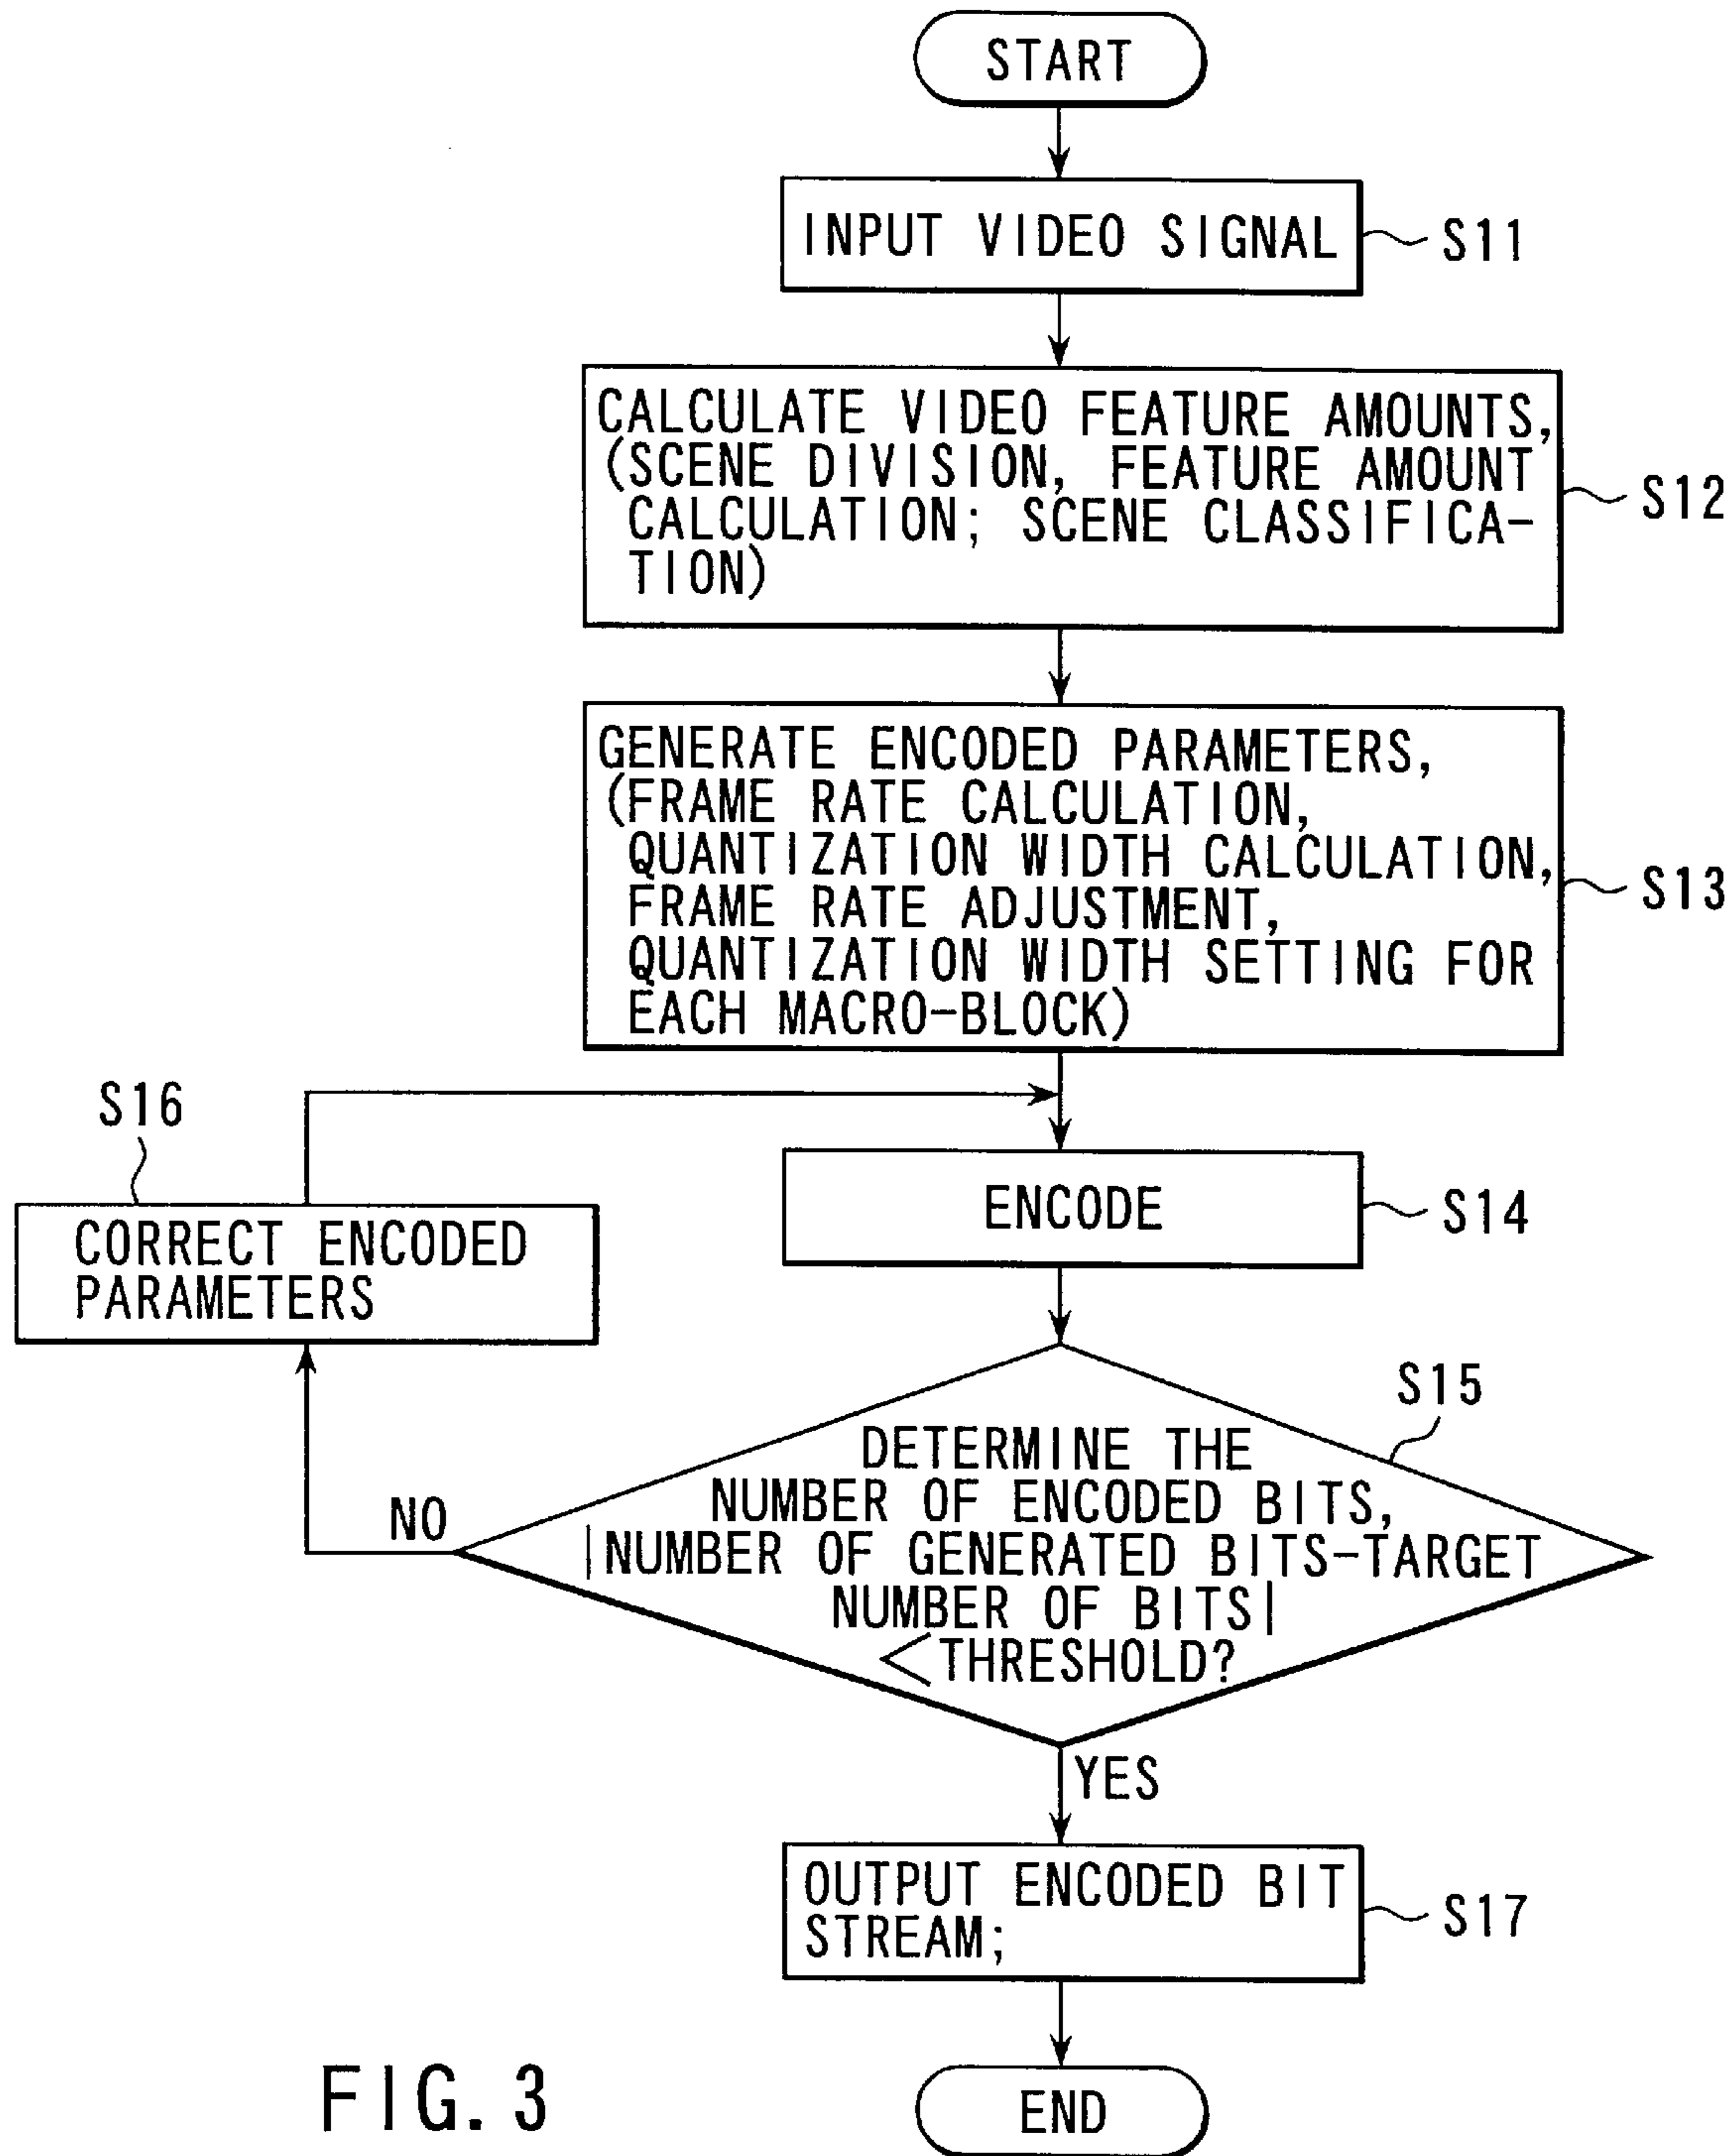 START
INPUT VIDEO SIGNAL
S11
CALCULATE VIDEO FEATURE AMOUNTS,
(SCENE DIVISION, FEATURE AMOUNT
CALCULATION; SCENE CLASSIFICA-
TION)
S12
GENERATE ENCODED PARAMETERS,
(FRAME RATE CALCULATION,
QUANTIZATION WIDTH CALCULATION,
FRAME RATE ADJUSTMENT,
QUANTIZATION WIDTH SETTING FOR
EACH MACRO-BLOCK)
S13
S16
CORRECT ENCODED
PARAMETERS
ENCODE
S14
S15
DETERMINE THE
NUMBER OF ENCODED BITS,
|NUMBER OF GENERATED BITS-TARGET
NUMBER OF BITS|
<THRESHOLD?
NO
YES
OUTPUT ENCODED BIT
STREAM;
S17
END
FIG. 3